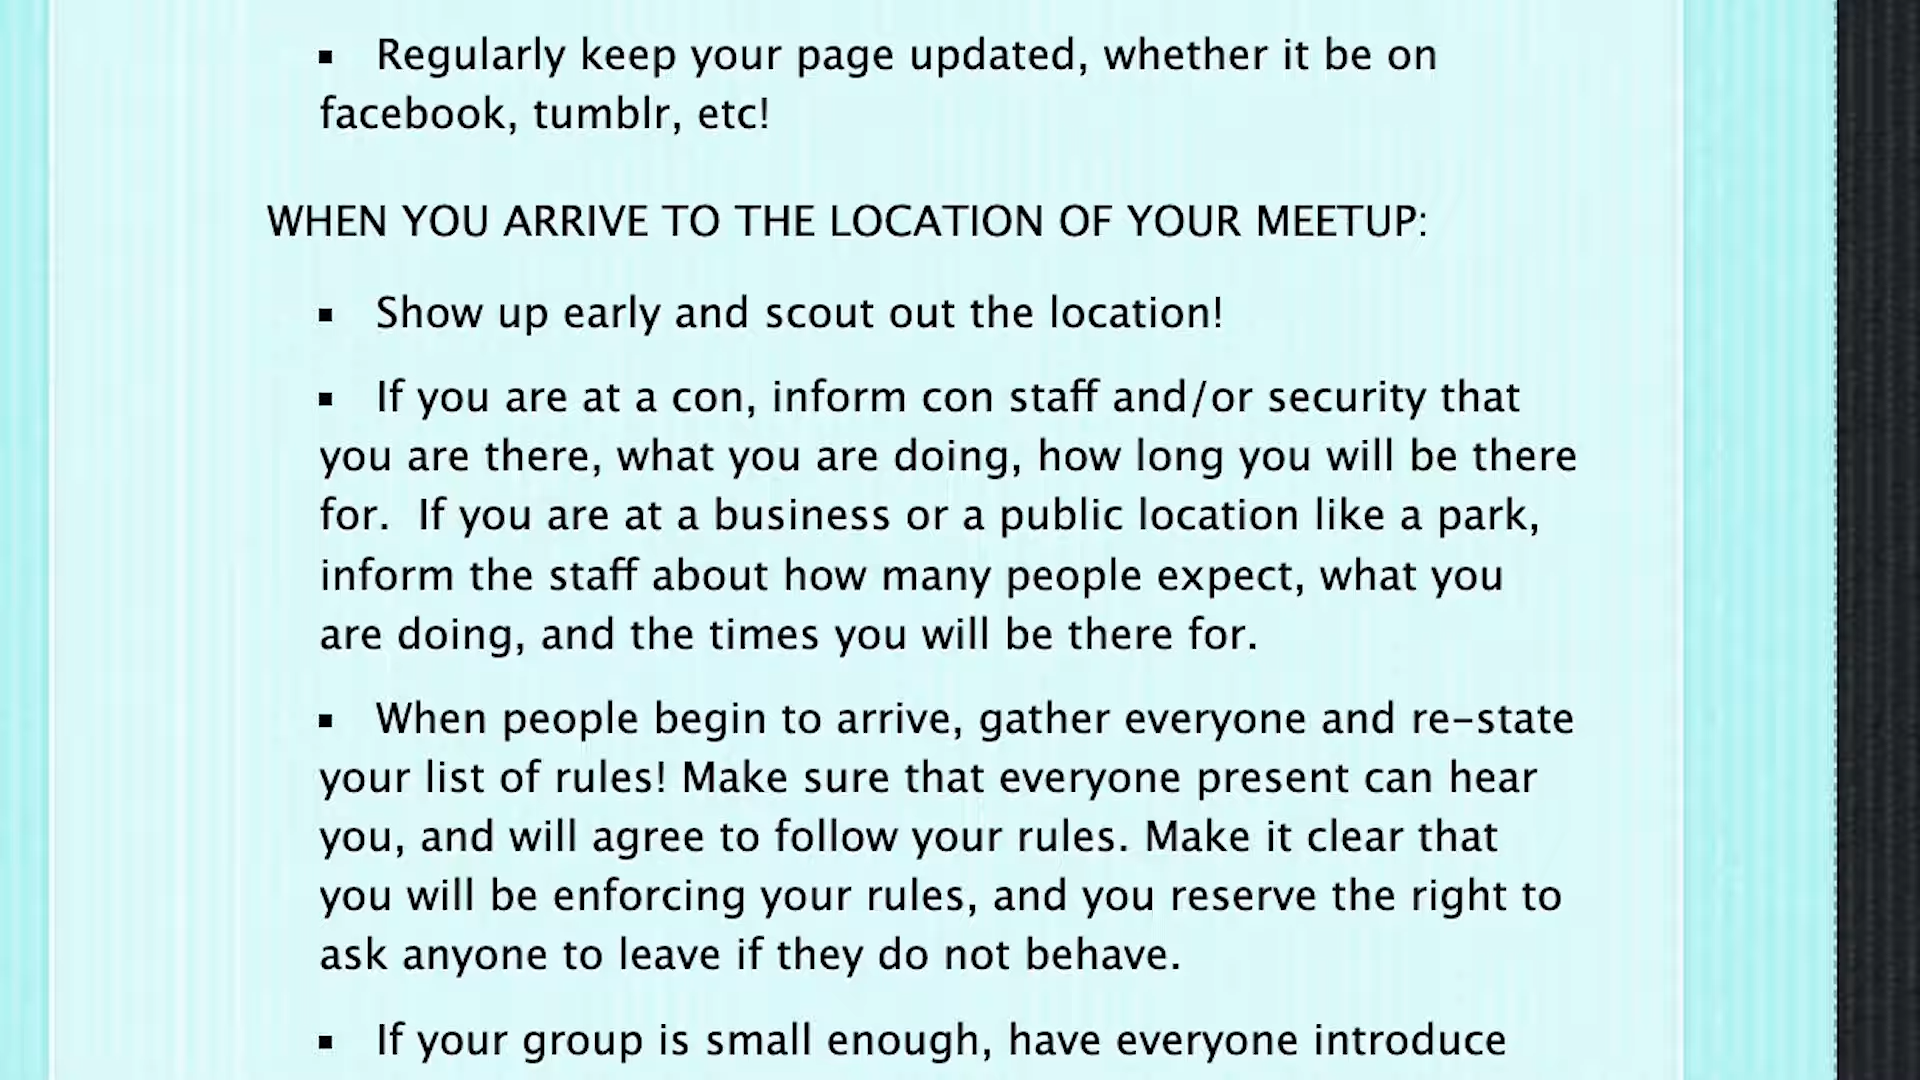 ▪ Regularly keep your page updated, whether it be on
facebook, tumblr, etc!
WHEN YOU ARRIVE TO THE LOCATION OF YOUR MEETUP:
▪ Show up early and scout out the location!
▪ If you are at a con, inform con staff and/or security that
you are there, what you are doing, how long you will be there
for.  If you are at a business or a public location like a park,
inform the staff about how many people expect, what you
are doing, and the times you will be there for.
▪ When people begin to arrive, gather everyone and re-state
your list of rules! Make sure that everyone present can hear
you, and will agree to follow your rules. Make it clear that
you will be enforcing your rules, and you reserve the right to
ask anyone to leave if they do not behave.
▪ If your group is small enough, have everyone introduce